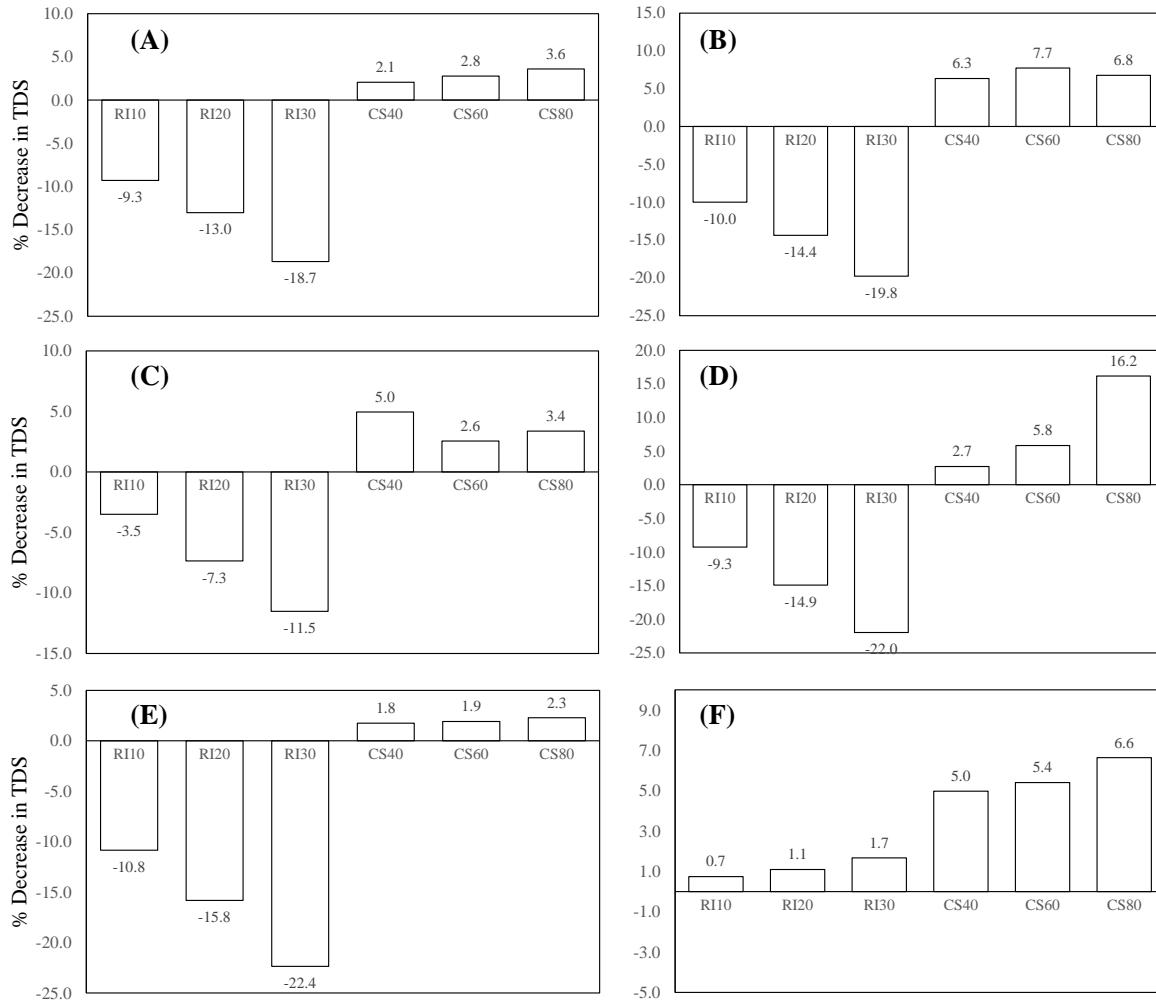 (A)
% Decrease in TDS
10.0
5.0
0.0
-5.0
-10.0
-15.0
-20.0
-25.0
RI10
RI20
RI30
CS40
CS60
CS80
-9.3
-13.0
-18.7
2.1
2.8
3.6
(B)
15.0
10.0
5.0
0.0
-5.0
-10.0
-15.0
-20.0
-25.0
RI10
RI20
RI30
CS40
CS60
CS80
-10.0
-14.4
-19.8
6.3
7.7
6.8
(C)
% Decrease in TDS
10.0
5.0
0.0
-5.0
-10.0
-15.0
RI10
RI20
RI30
CS40
CS60
CS80
-3.5
-7.3
-11.5
5.0
2.6
3.4
(D)
20.0
15.0
10.0
5.0
0.0
-5.0
-10.0
-15.0
-20.0
-25.0
RI10
RI20
RI30
CS40
CS60
CS80
-9.3
-14.9
-22.0
2.7
5.8
16.2
(E)
% Decrease in TDS
5.0
0.0
-5.0
-10.0
-15.0
-20.0
-25.0
RI10
RI20
RI30
CS40
CS60
CS80
-10.8
-15.8
-22.4
1.8
1.9
2.3
(F)
9.0
7.0
5.0
3.0
1.0
-1.0
-3.0
-5.0
RI10
RI20
RI30
CS40
CS60
CS80
0.7
1.1
1.7
5.0
5.4
6.6